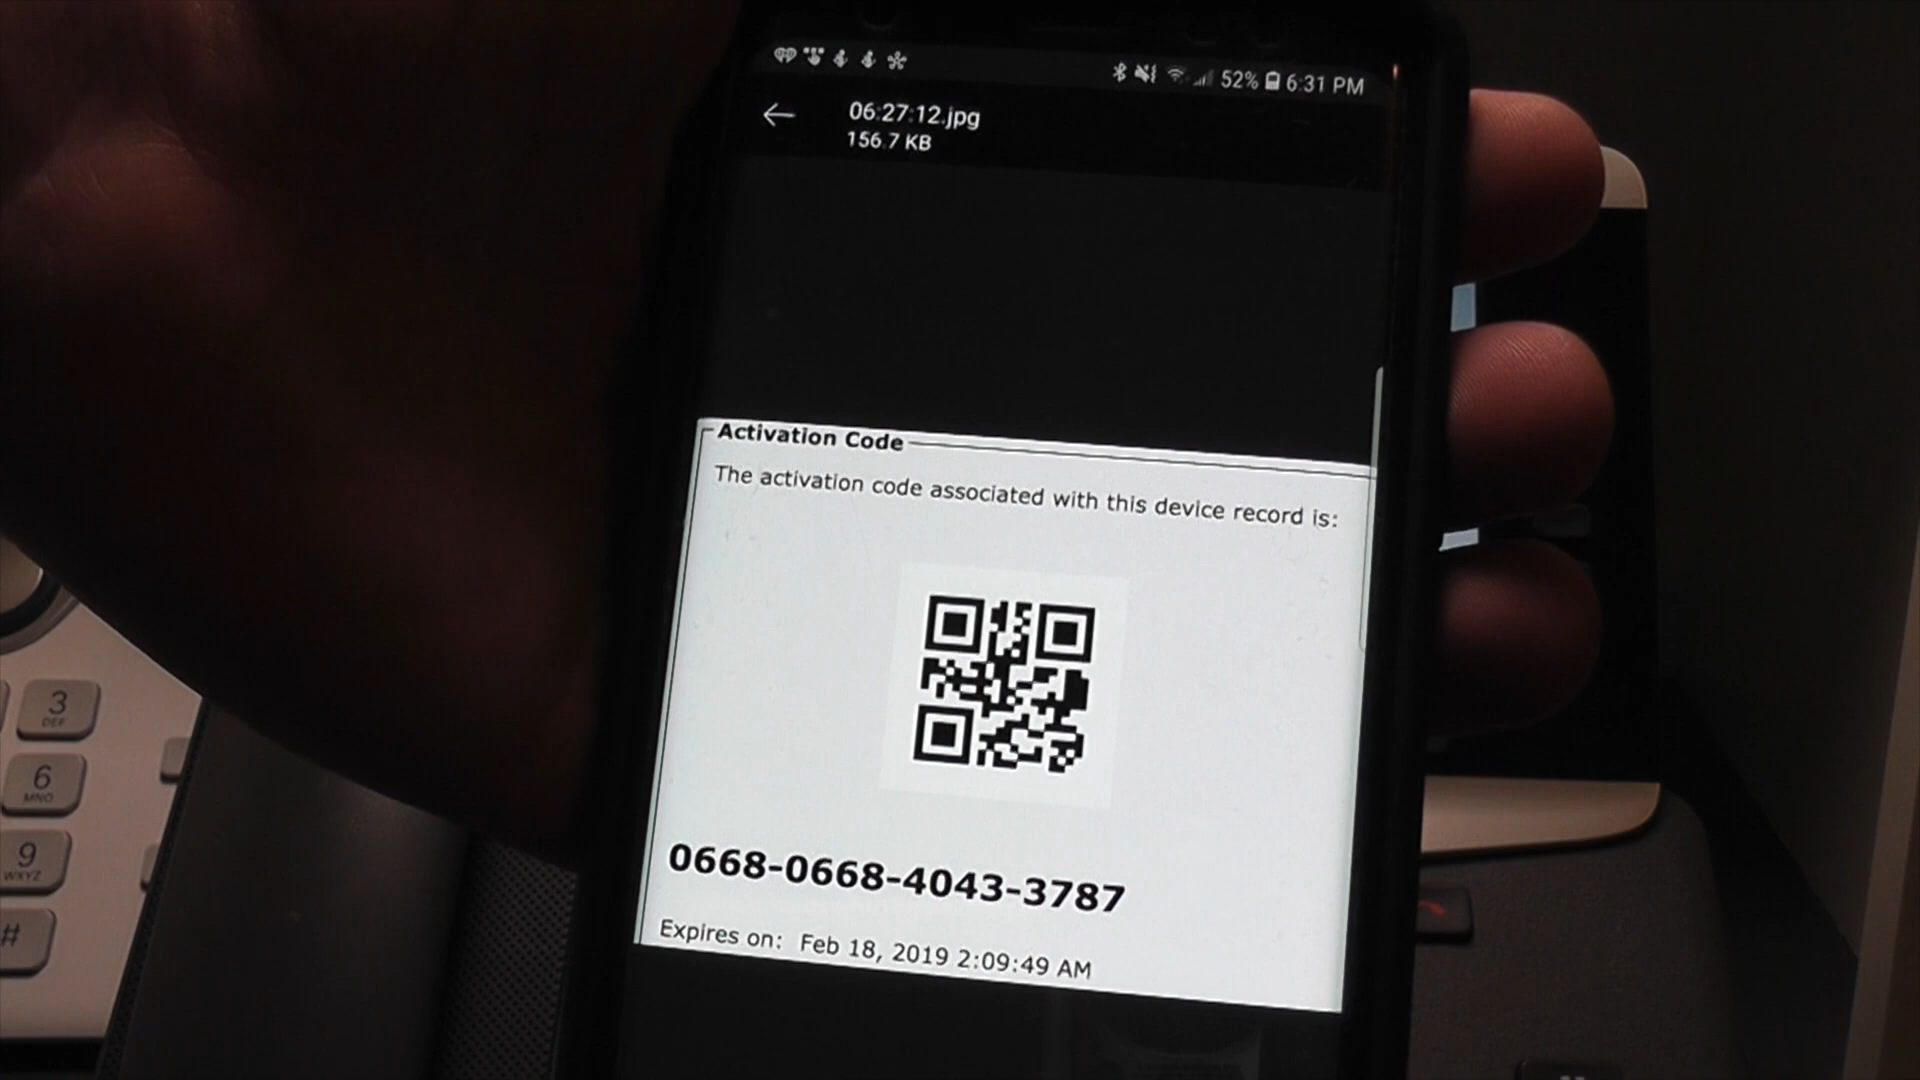 52% 6:31 PM
06:27:12.jpg
156.7 KB
Activation Code
The activation code associated with this device record is:
0668-0668-4043-3787
Expires on: Feb 18, 2019 2:09:49 AM
3
DEF
6
MNO
9
WXYZ
#